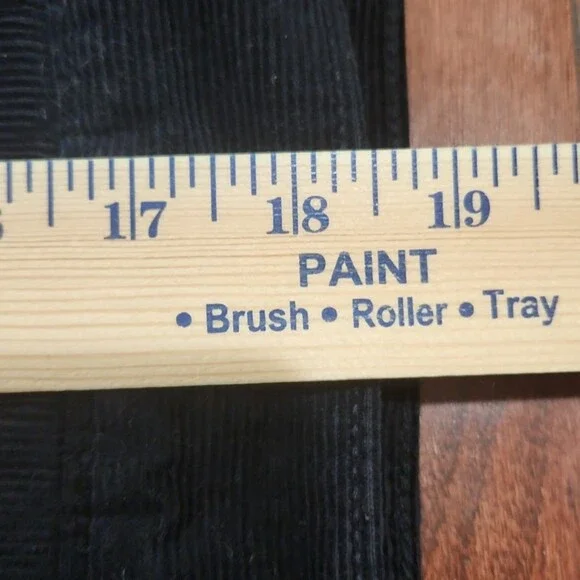 17 18 19
PAINT
• Brush • Roller • Tray